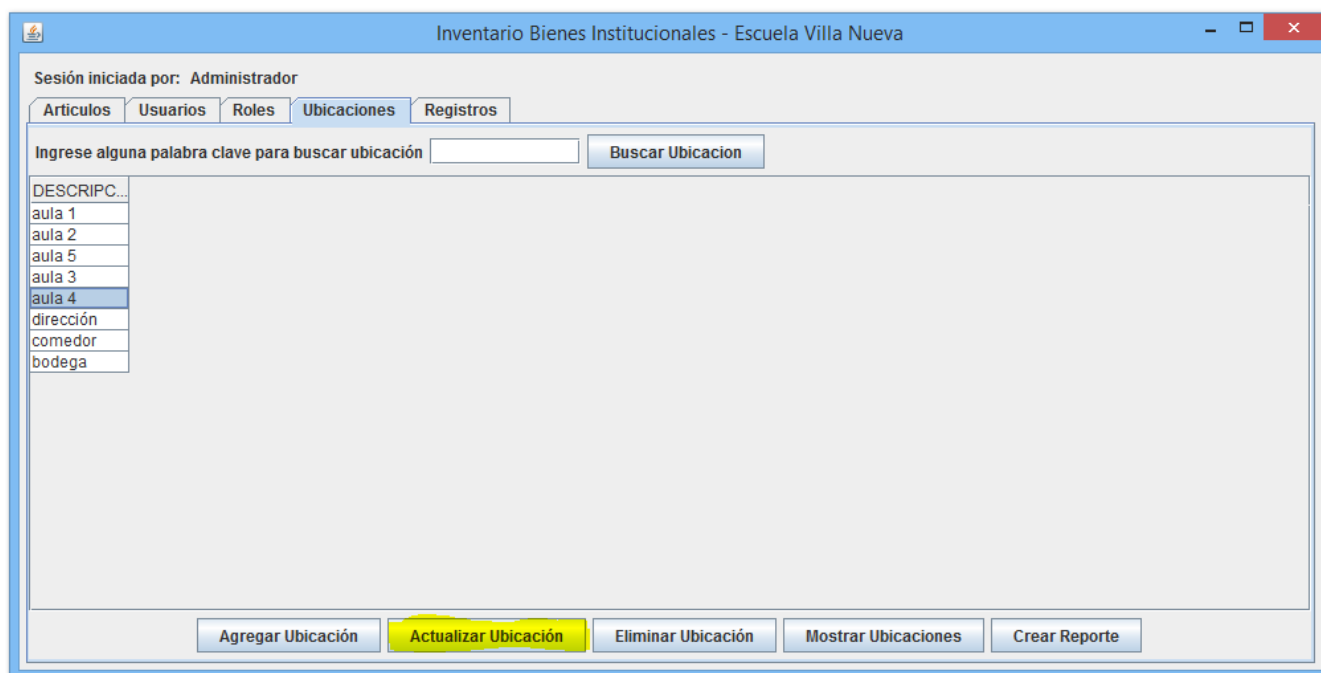 Inventario Bienes Institucionales - Escuela Villa Nueva
Sesión iniciada por: Administrador
Articulos Usuarios Roles Ubicaciones Registros
Ingrese alguna palabra clave para buscar ubicación Buscar Ubicacion
DESCRIPC...
aula 1
aula 2
aula 5
aula 3
aula 4
dirección
comedor
bodega
Agregar Ubicación Actualizar Ubicación Eliminar Ubicación Mostrar Ubicaciones Crear Reporte